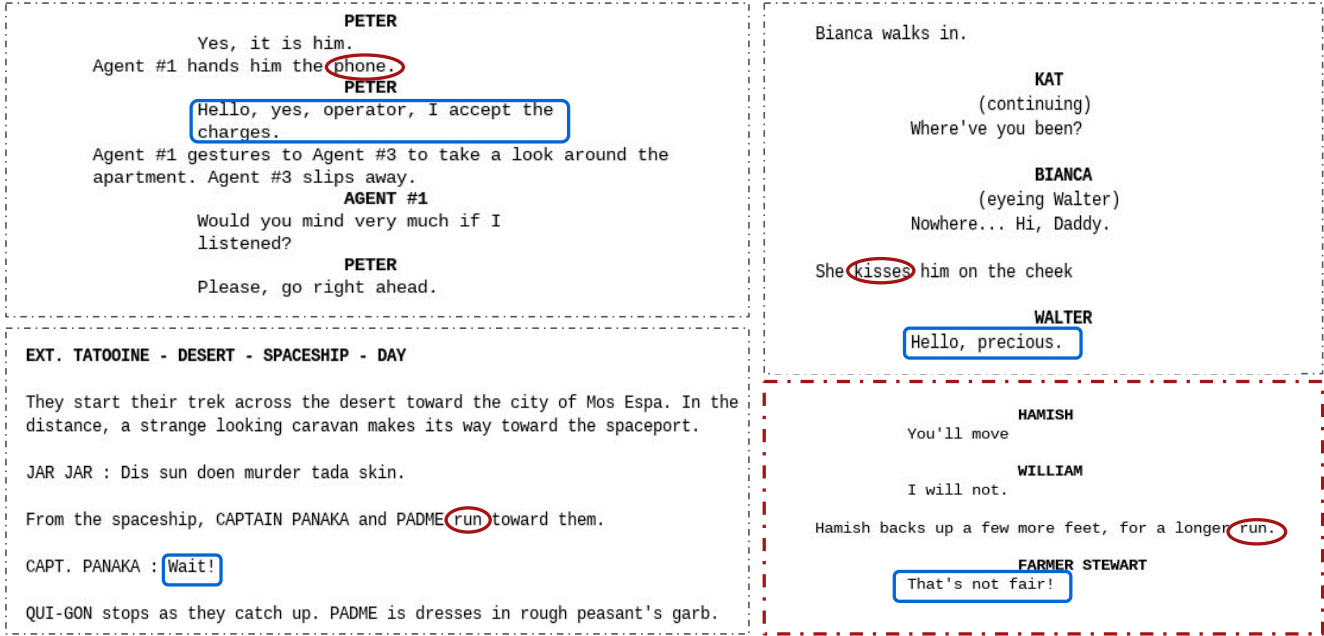 PETER
Yes, it is him.
Agent #1 hands him the phone.
PETER
Hello, yes, operator, I accept the
charges.
Agent #1 gestures to Agent #3 to take a look around the
apartment. Agent #3 slips away.
AGENT #1
Would you mind very much if I
listened?
PETER
Please, go right ahead.
EXT. TATOOINE - DESERT - SPACESHIP - DAY
They start their trek across the desert toward the city of Mos Espa. In the
distance, a strange looking caravan makes its way toward the spaceport.
JAR JAR : Dis sun doen murder tada skin.
From the spaceship, CAPTAIN PANAKA and PADME run toward them.
CAPT. PANAKA : Wait!
QUI-GON stops as they catch up. PADME is dresses in rough peasant's garb.
Bianca walks in.
KAT
(continuing)
Where've you been?
BIANCA
(eyeing Walter)
Nowhere... Hi, Daddy.
She kisses him on the cheek
WALTER
Hello, precious.
HAMISH
You'll move
WILLIAM
I will not.
Hamish backs up a few more feet, for a longer run.
FARMER STEWART
That's not fair!